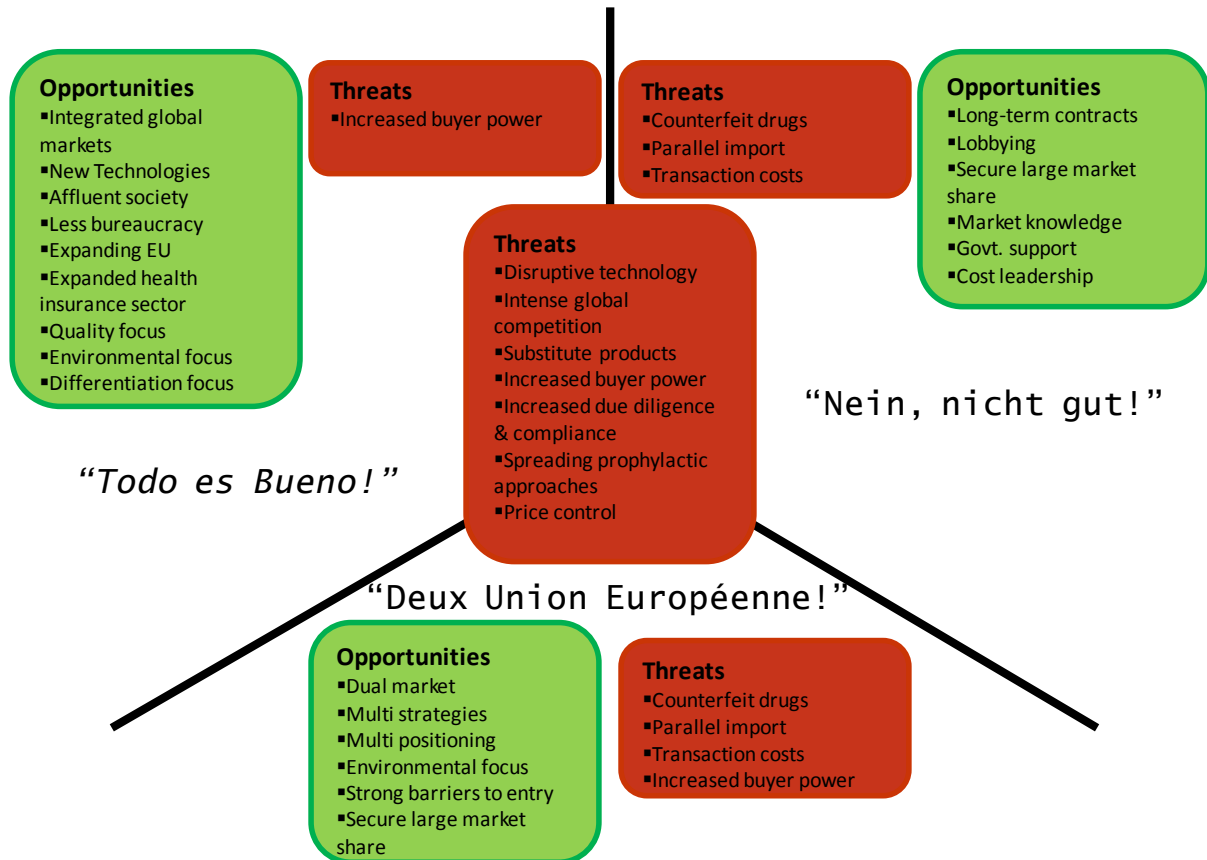 Opportunities
▪Integrated global
markets
▪New Technologies
▪Affluent society
▪Less bureaucracy
▪Expanding EU
▪Expanded health
insurance sector
▪Quality focus
▪Environmental focus
▪Differentiation focus
Threats
▪Increased buyer power
Threats
▪Counterfeit drugs
▪Parallel import
▪Transaction costs
Opportunities
▪Long-term contracts
▪Lobbying
▪Secure large market
share
▪Market knowledge
▪Govt. support
▪Cost leadership
Threats
▪Disruptive technology
▪Intense global
competition
▪Substitute products
▪Increased buyer power
▪Increased due diligence
& compliance
▪Spreading prophylactic
approaches
▪Price control
“Todo es Bueno!”
“Nein, nicht gut!”
“Deux Union Européenne!”
Opportunities
▪Dual market
▪Multi strategies
▪Multi positioning
▪Environmental focus
▪Strong barriers to entry
▪Secure large market
share
Threats
▪Counterfeit drugs
▪Parallel import
▪Transaction costs
▪Increased buyer power